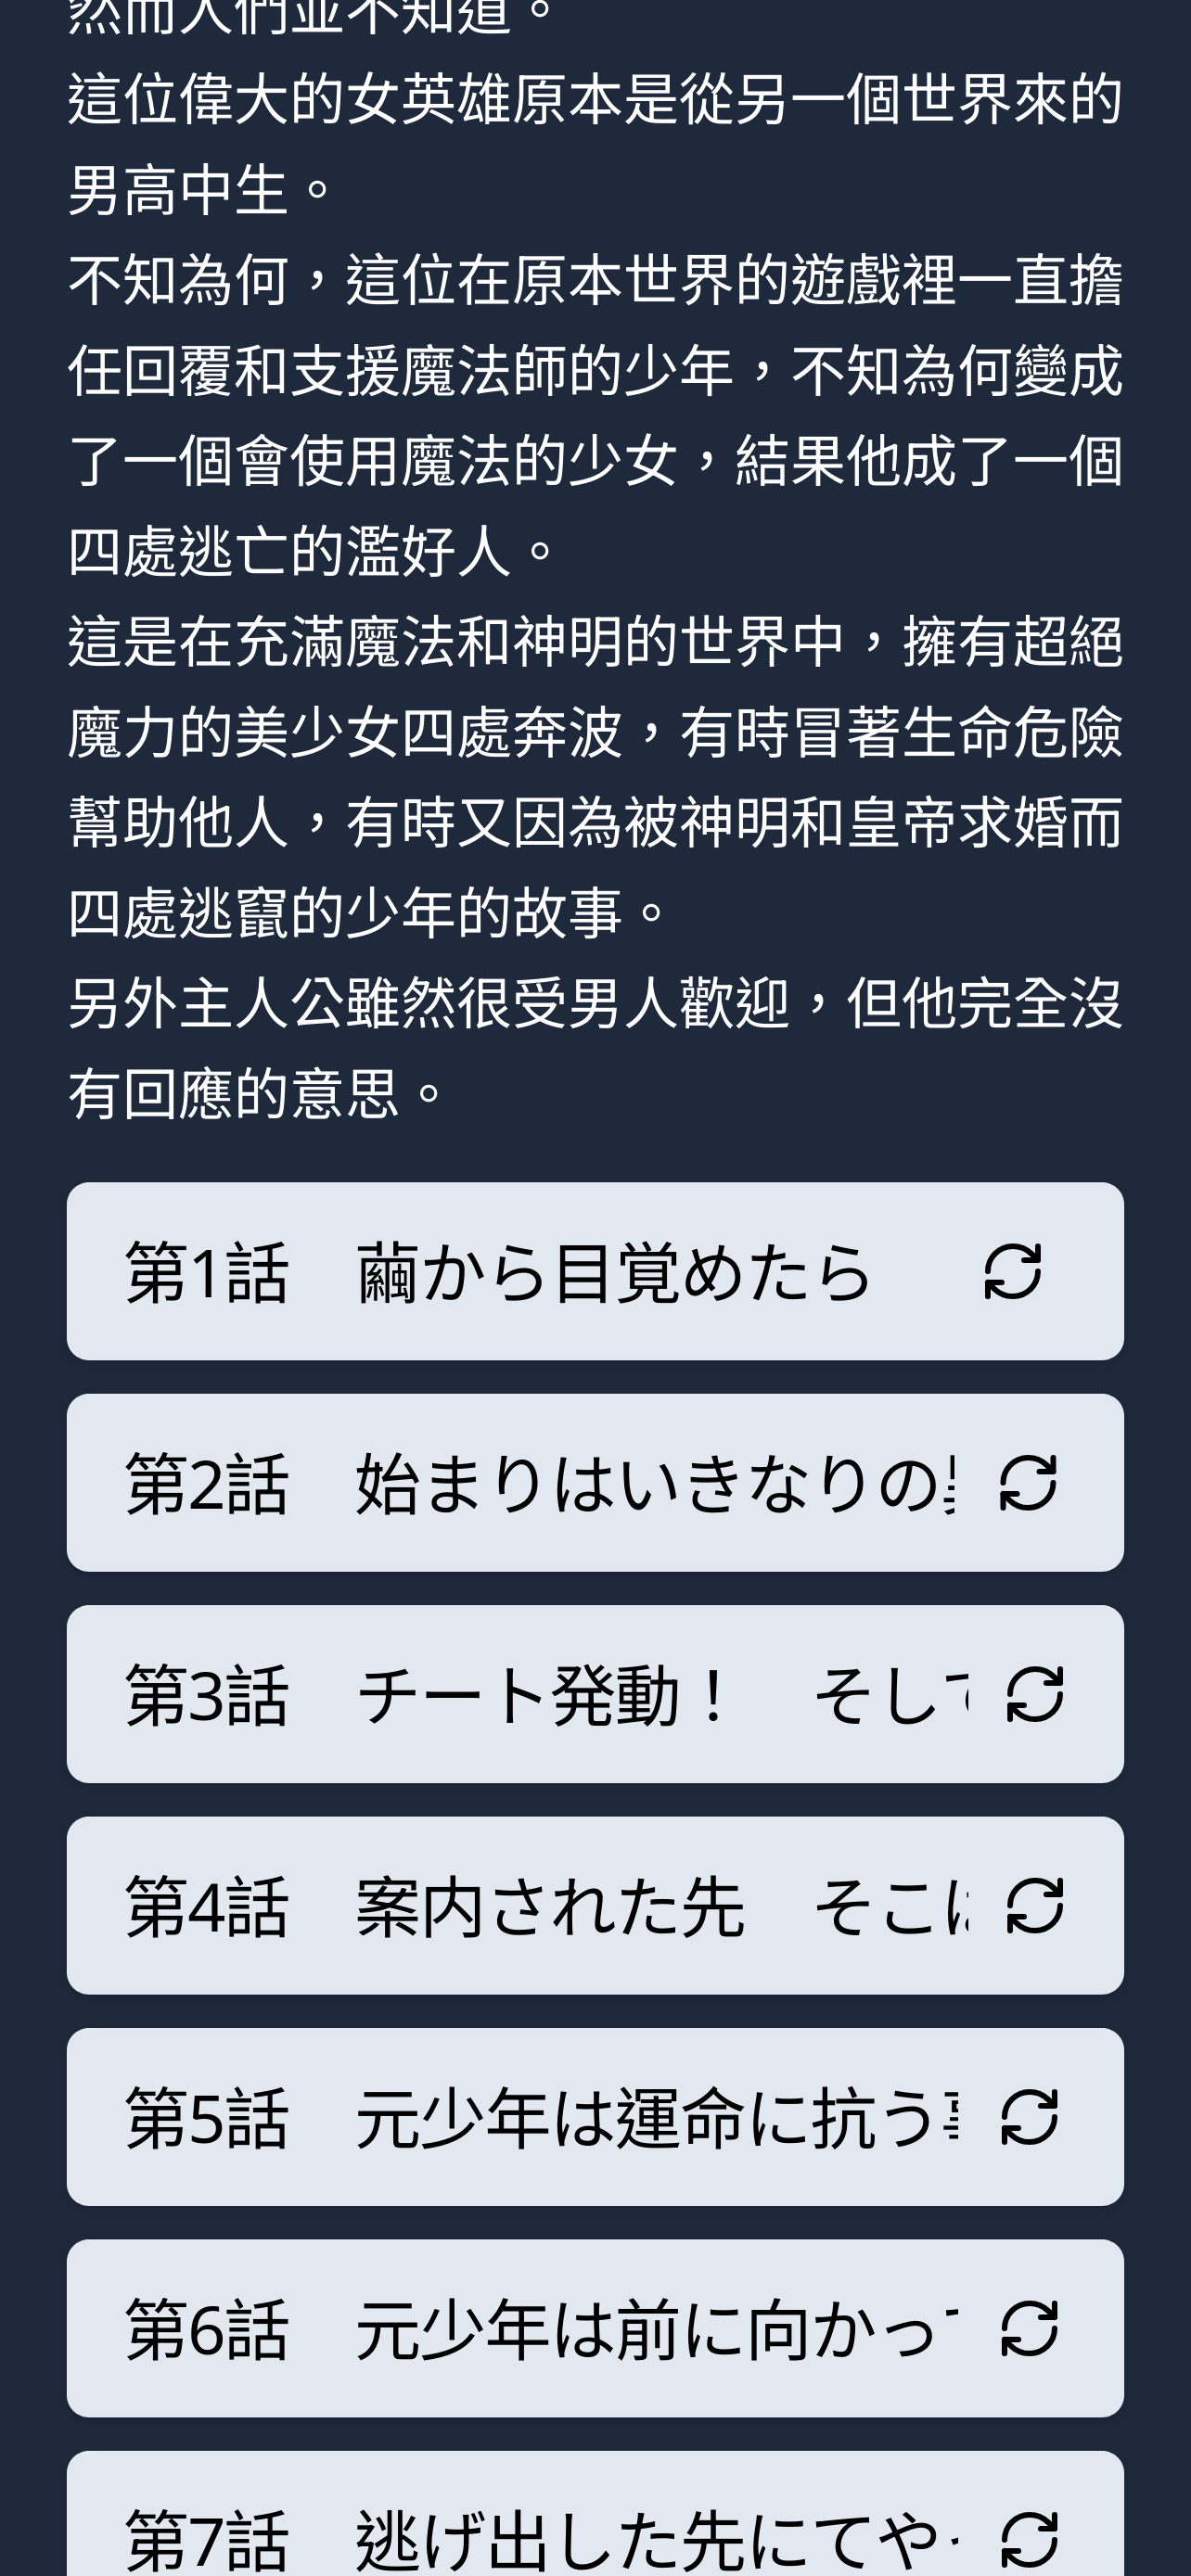 然而人們並不知道。
這位偉大的女英雄原本是從另一個世界來的
男高中生。
不知為何，這位在原本世界的遊戲裡一直擔
任回覆和支援魔法師的少年，不知為何變成
了一個會使用魔法的少女，結果他成了一個
四處逃亡的濫好人。
這是在充滿魔法和神明的世界中，擁有超絕
魔力的美少女四處奔波，有時冒著生命危險
幫助他人，有時又因為被神明和皇帝求婚而
四處逃竄的少年的故事。
另外主人公雖然很受男人歡迎，但他完全沒
有回應的意思。
第1話　繭から目覚めたら
第2話　始まりはいきなりの
第3話　チート発動！　そして
第4話　案内された先　そこは
第5話　元少年は運命に抗う
第6話　元少年は前に向かっ
第7話　逃げ出した先にてや